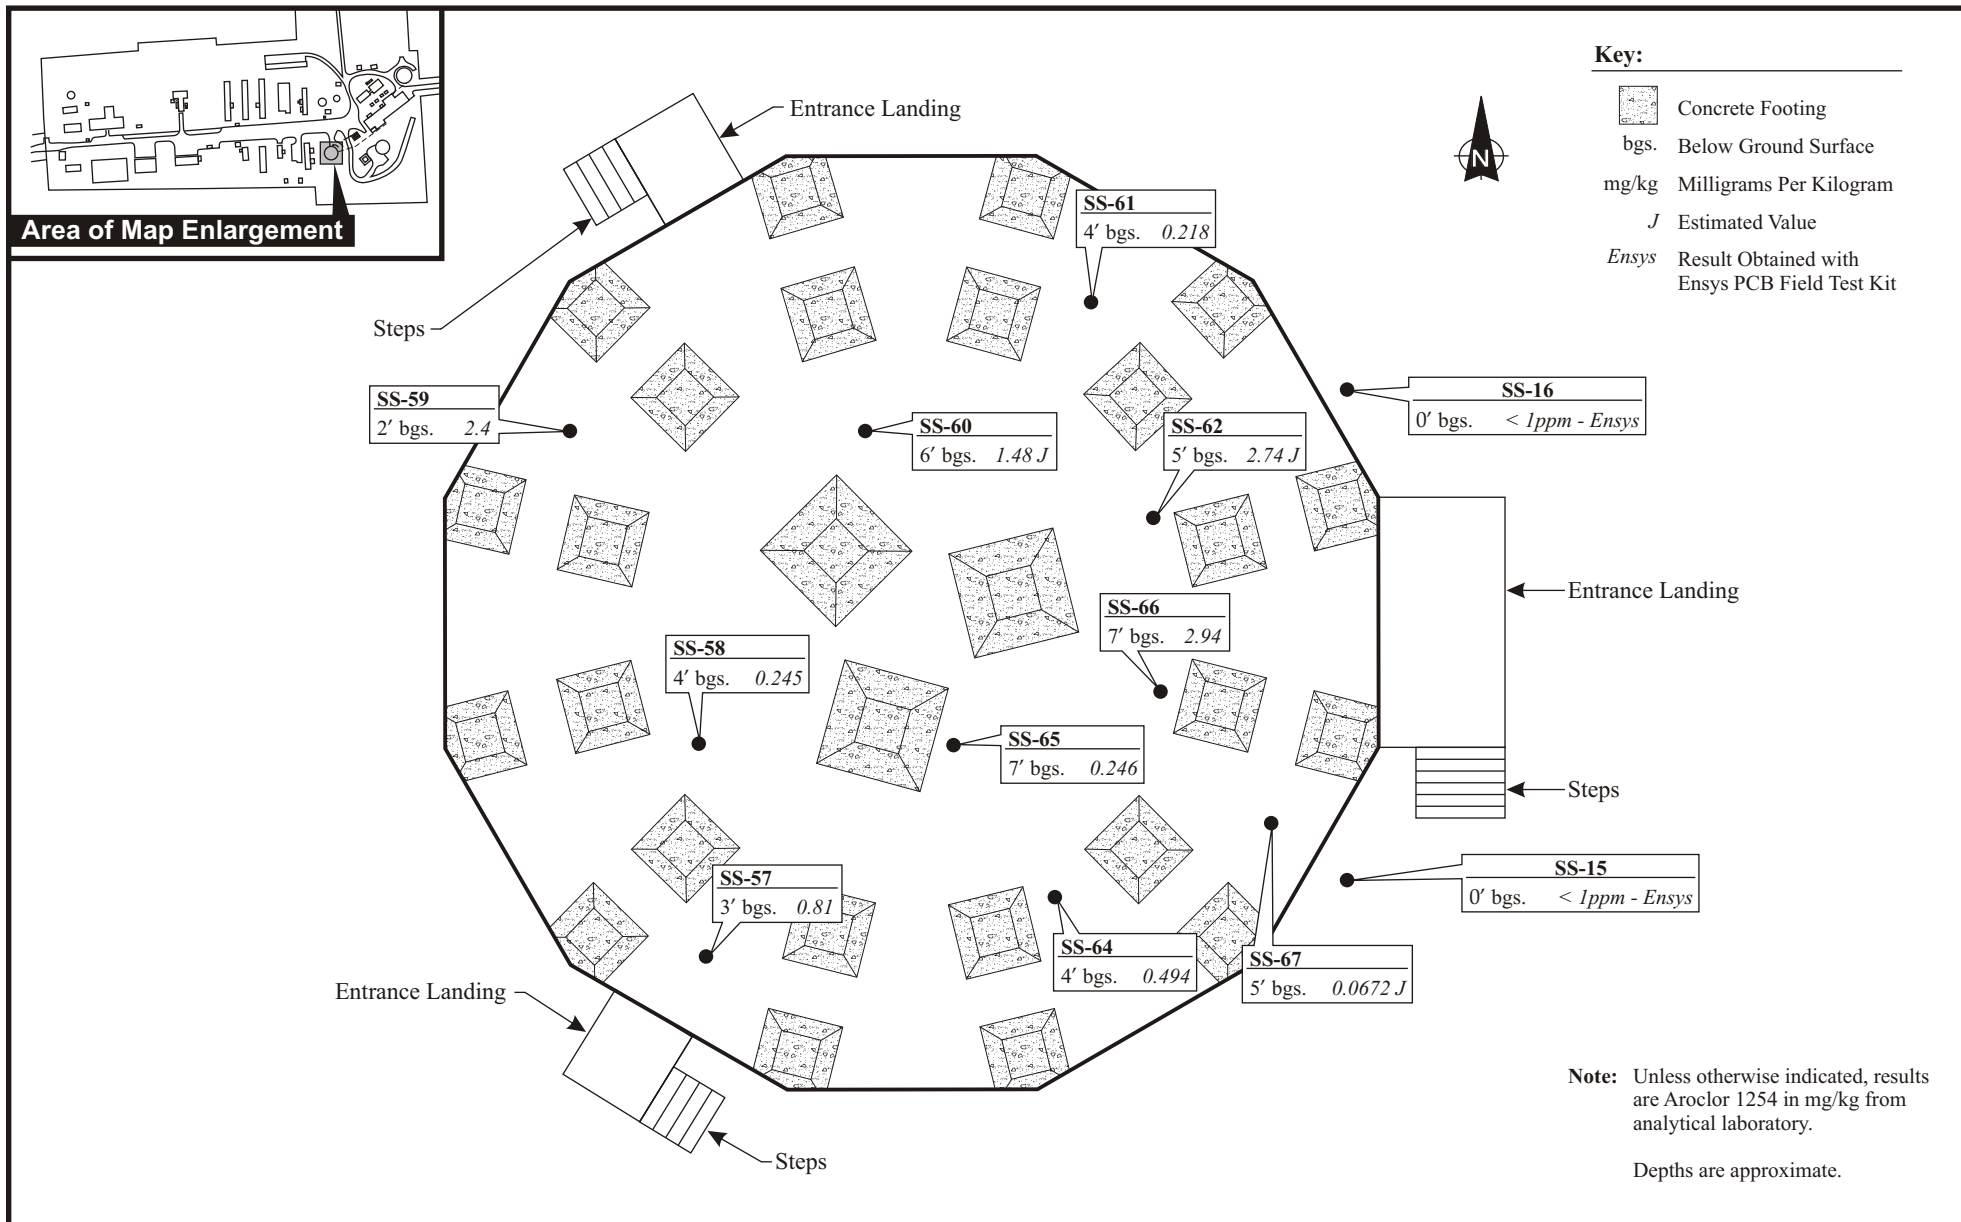 Area of Map Enlargement
Entrance Landing
Steps
N
Key:
Concrete Footing
bgs. Below Ground Surface
mg/kg Milligrams Per Kilogram
J Estimated Value
Ensys Result Obtained with
Ensys PCB Field Test Kit
SS-61
4′ bgs. 0.218
SS-59
2′ bgs. 2.4
SS-60
6′ bgs. 1.48 J
SS-62
5′ bgs. 2.74 J
SS-16
0′ bgs. < 1ppm - Ensys
Entrance Landing
SS-66
7′ bgs. 2.94
SS-58
4′ bgs. 0.245
SS-65
7′ bgs. 0.246
Steps
SS-57
3′ bgs. 0.81
SS-15
0′ bgs. < 1ppm - Ensys
SS-64
4′ bgs. 0.494
SS-67
5′ bgs. 0.0672 J
Entrance Landing
Steps
Note: Unless otherwise indicated, results
are Aroclor 1254 in mg/kg from
analytical laboratory.
Depths are approximate.